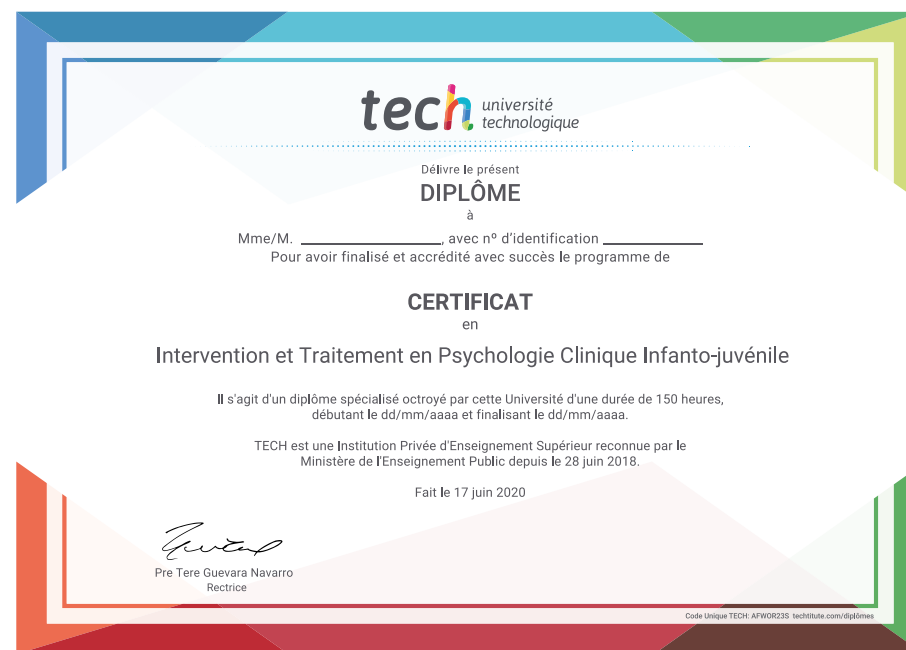 tech université
technologique
Délivre le présent
DIPLÔME
à
Mme/M. ____________, avec nº d'identification ____________
Pour avoir finalisé et accrédité avec succès le programme de
CERTIFICAT
en
Intervention et Traitement en Psychologie Clinique Infanto-juvénile
Il s'agit d'un diplôme spécialisé octroyé par cette Université d'une durée de 150 heures,
débutant le dd/mm/aaaa et finalisant le dd/mm/aaaa.
TECH est une Institution Privée d'Enseignement Supérieur reconnue par le
Ministère de l'Enseignement Public depuis le 28 juin 2018.
Fait le 17 juin 2020
Pre Tere Guevara Navarro
Rectrice
Code Unique TECH: AFWOR23S techtitute.com/diplômes